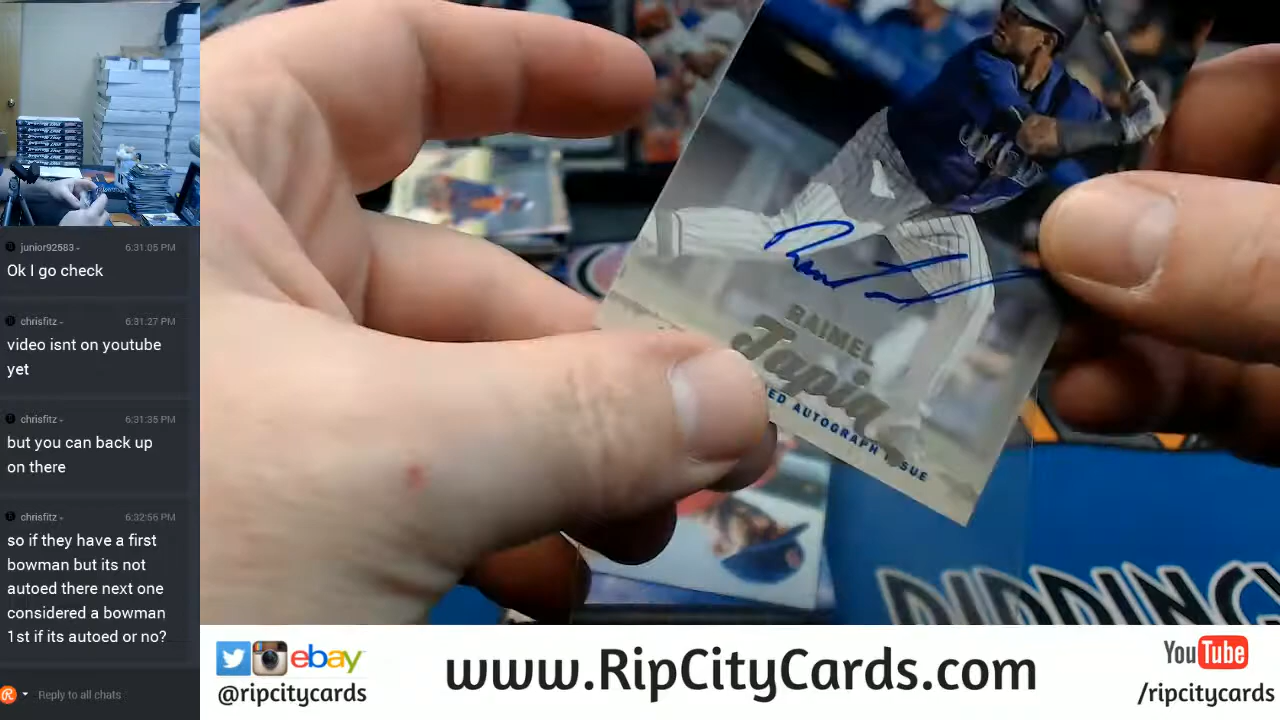 junior92583
6:31:05 PM
Ok I go check
chrisfitz
6:31:27 PM
video isnt on youtube
yet
chrisfitz
6:31:35 PM
but you can back up
on there
chrisfitz
6:32:56 PM
so if they have a first
bowman but its not
autoed there next one
considered a bowman
1st if its autoed or no?
Reply to all chats
RAIMEL
Tapia
ED AUTOGRAPH ISSUE
ebay
@ripcitycards
www.RipCityCards.com
YouTube
/ripcitycards